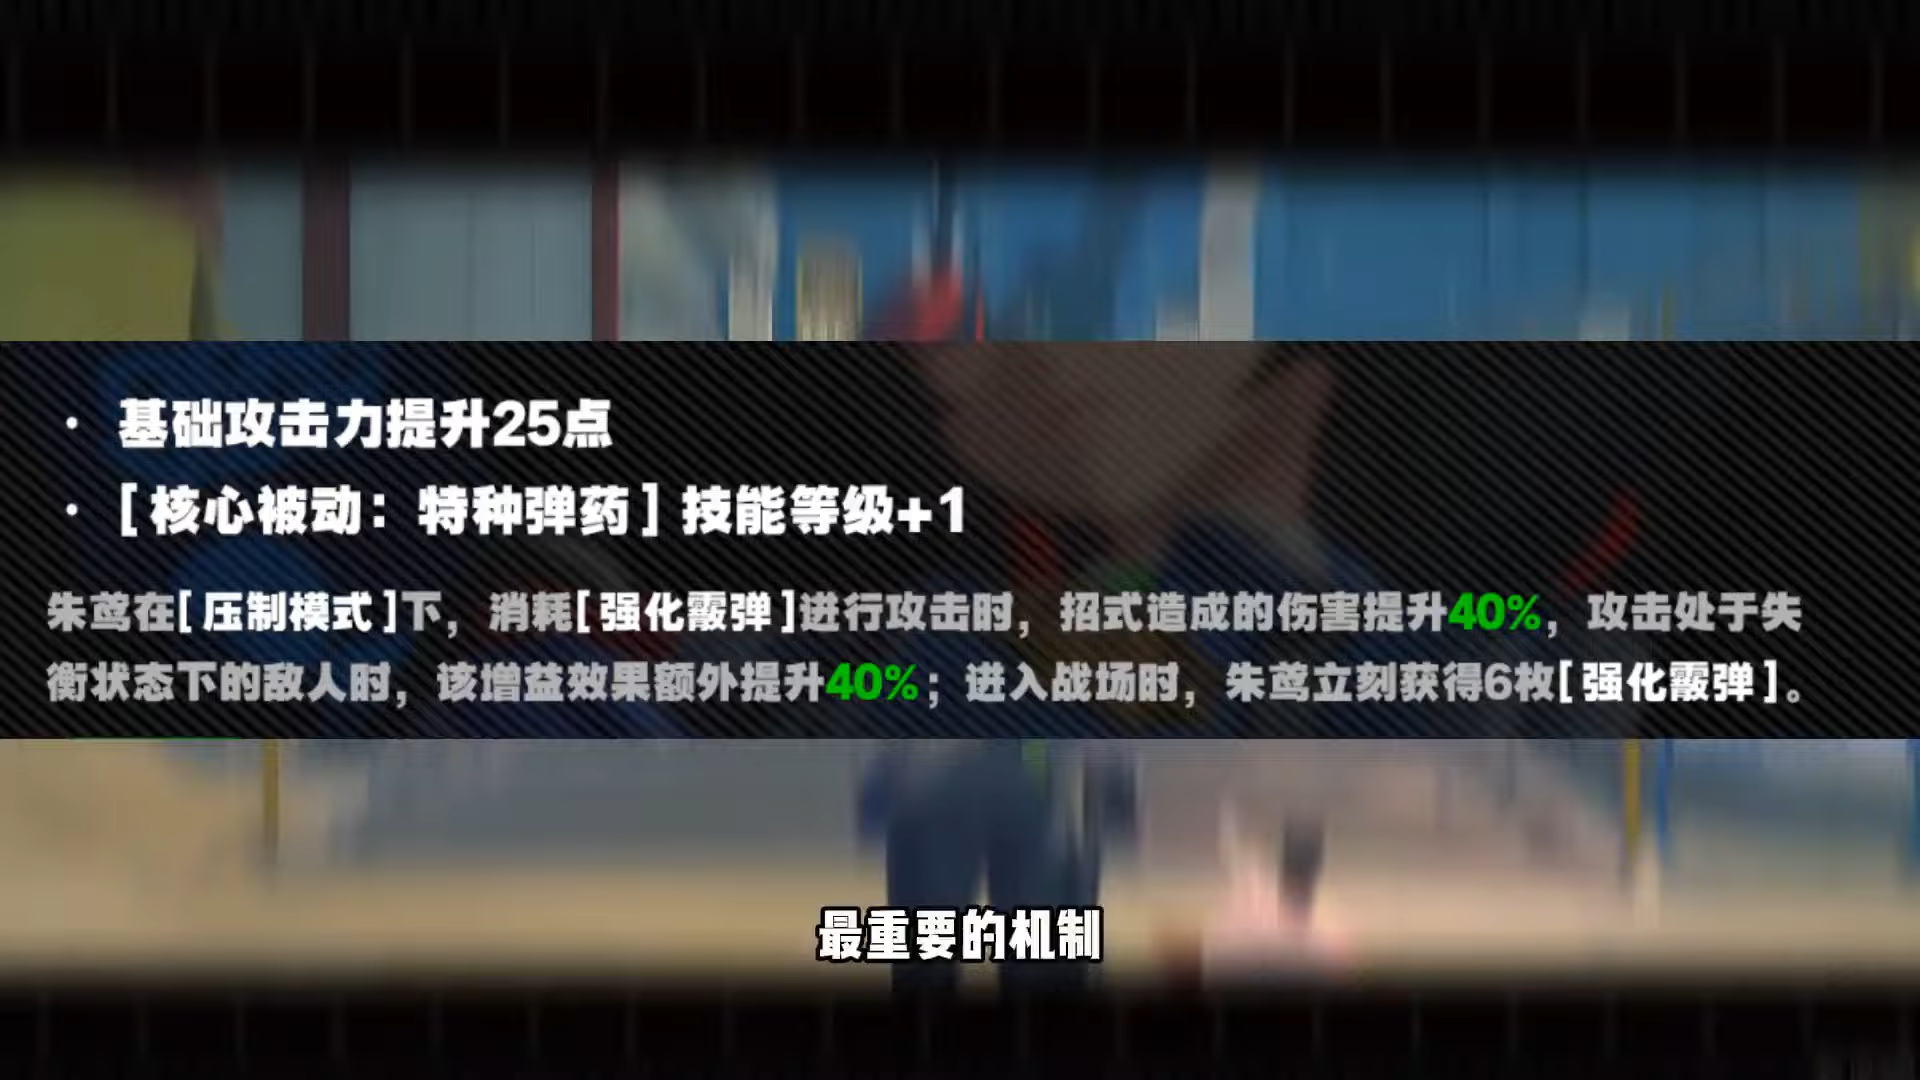 · 基础攻击力提升25点
· [核心被动：特种弹药]技能等级+1
朱鸢在[压制模式]下，消耗[强化霰弹]进行攻击时，招式造成的伤害提升40%，攻击处于失
衡状态下的敌人时，该增益效果额外提升40%；进入战场时，朱鸢立刻获得6枚[强化霰弹]。
最重要的机制